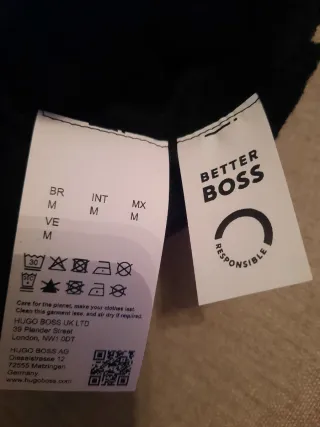 BR INT MX
M M M
VE
M
30
Care for the planet, make your clothes last.
Clean this garment less, and air dry if required.
HUGO BOSS UK LTD
39 Plender Street
London, NW1 0DT
HUGO BOSS AG
Dieselstrasse 12
72555 Metzingen
Germany
www.hugoboss.com
BETTER
BOSS
RESPONSIBLE